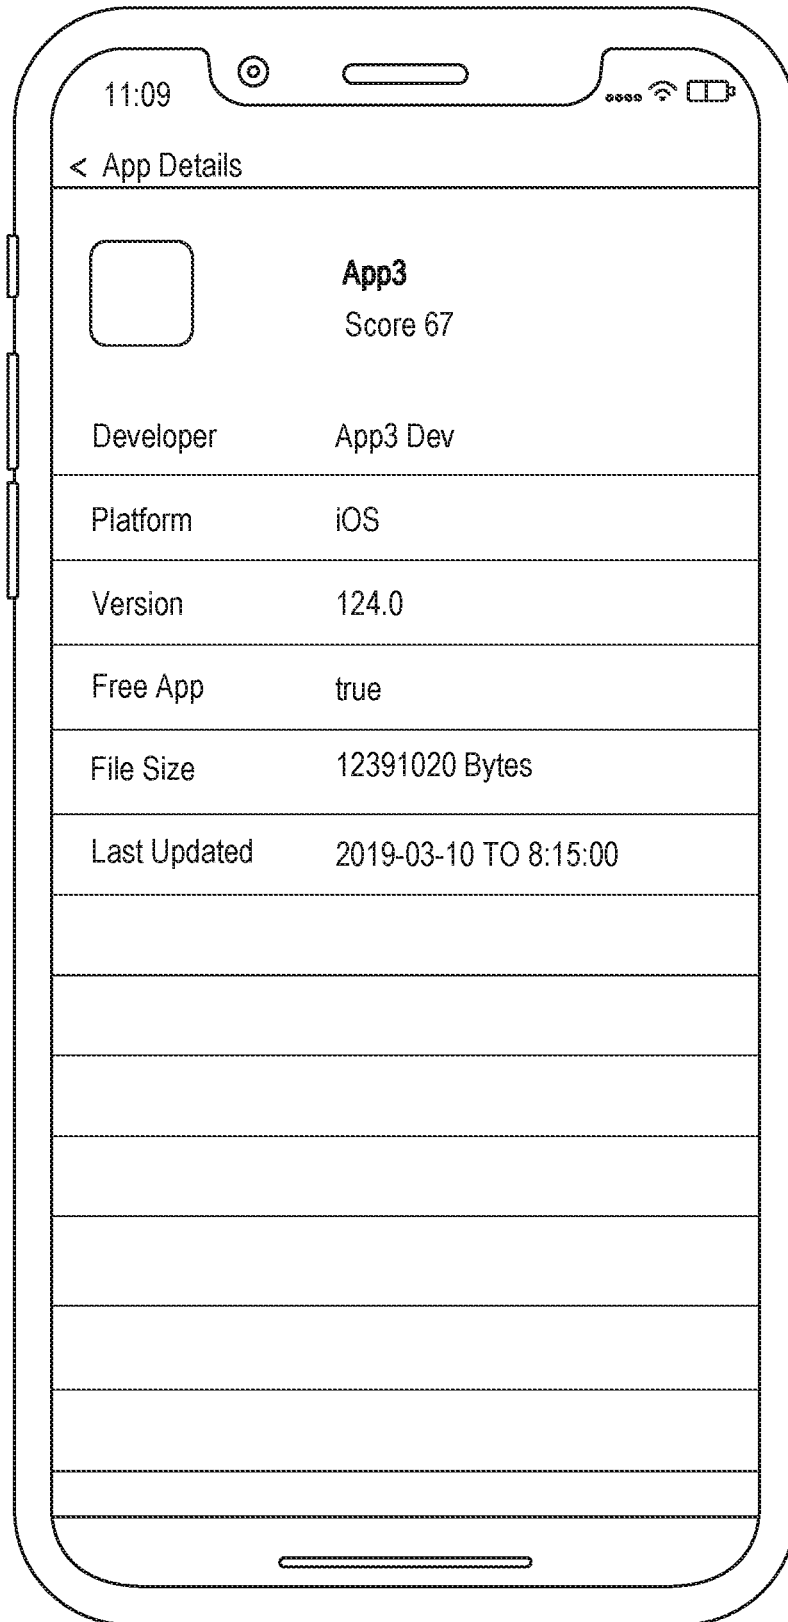 11:09
< App Details
App3
Score 67
Developer App3 Dev
Platform iOS
Version 124.0
Free App true
File Size 12391020 Bytes
Last Updated 2019-03-10 TO 8:15:00